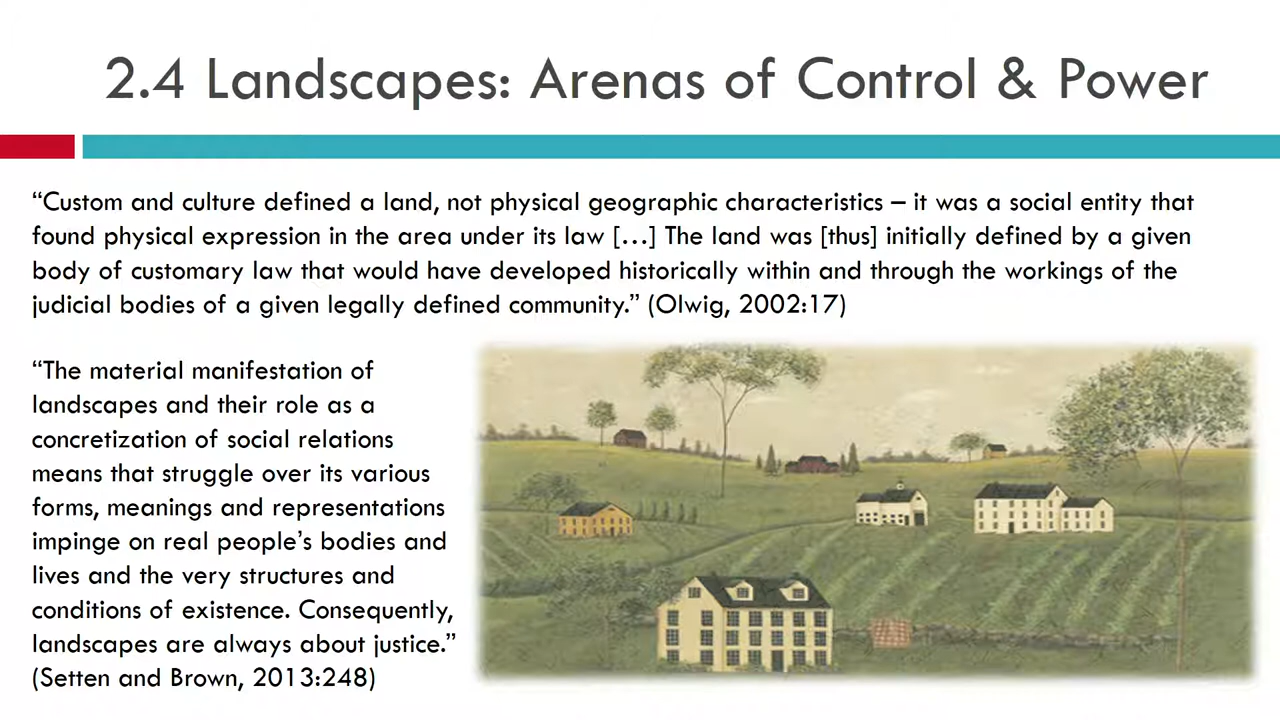 2.4 Landscapes: Arenas of Control & Power
“Custom and culture defined a land, not physical geographic characteristics – it was a social entity that
found physical expression in the area under its law […] The land was [thus] initially defined by a given
body of customary law that would have developed historically within and through the workings of the
judicial bodies of a given legally defined community.” (Olwig, 2002:17)
“The material manifestation of
landscapes and their role as a
concretization of social relations
means that struggle over its various
forms, meanings and representations
impinge on real people’s bodies and
lives and the very structures and
conditions of existence. Consequently,
landscapes are always about justice.”
(Setten and Brown, 2013:248)